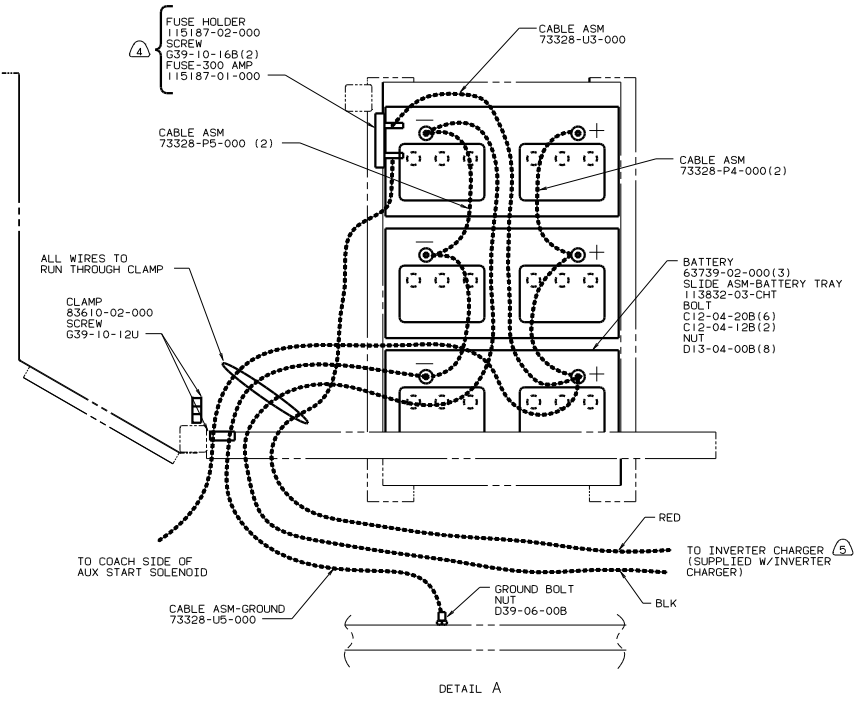 FUSE HOLDER
115187-02-000
SCREW
G39-10-16B(2)
FUSE-300 AMP
115187-01-000
4
CABLE ASM
73328-U3-000
CABLE ASM
73328-P5-000 (2)
CABLE ASM
73328-P4-000(2)
ALL WIRES TO
RUN THROUGH CLAMP
CLAMP
83610-02-000
SCREW
G39-10-12U
BATTERY
63739-02-000(3)
SLIDE ASM-BATTERY TRAY
113832-03-CHT
BOLT
C12-04-20B(6)
C12-04-12B(2)
NUT
D13-04-00B(8)
− +
− +
− +
RED
TO INVERTER CHARGER 5
(SUPPLIED W/INVERTER
CHARGER)
BLK
TO COACH SIDE OF
AUX START SOLENOID
CABLE ASM-GROUND
73328-U5-000
GROUND BOLT
NUT
D39-06-00B
DETAIL A